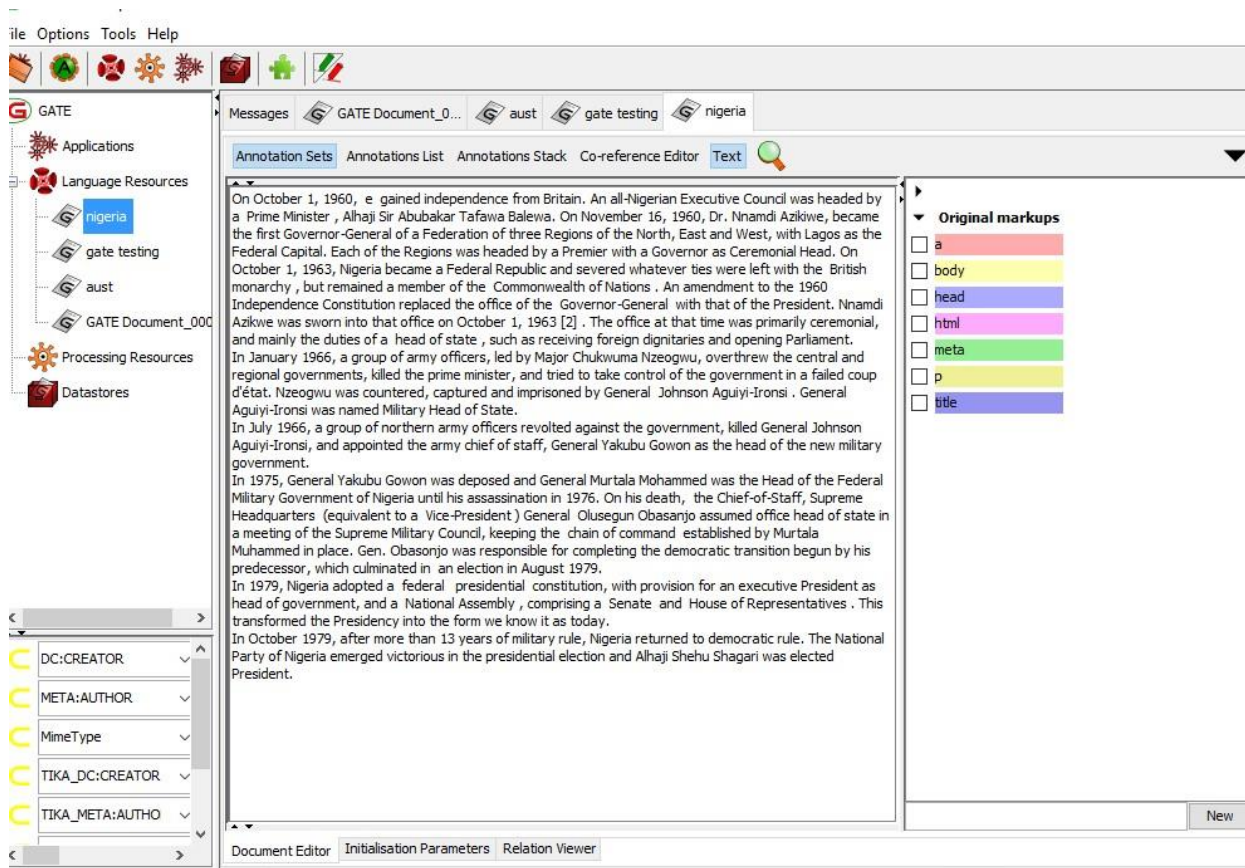 ile Options Tools Help
GATE
Applications
Language Resources
nigeria
gate testing
aust
GATE Document_000
Processing Resources
Datastores
DC:CREATOR
META:AUTHOR
MimeType
TIKA_DC:CREATOR
TIKA_META:AUTHO
Messages GATE Document_0... aust gate testing nigeria
Annotation Sets Annotations List Annotations Stack Co-reference Editor Text
On October 1, 1960, e gained independence from Britain. An all-Nigerian Executive Council was headed by
a Prime Minister , Alhaji Sir Abubakar Tafawa Balewa. On November 16, 1960, Dr. Nnamdi Azikiwe, became
the first Governor-General of a Federation of three Regions of the North, East and West, with Lagos as the
Federal Capital. Each of the Regions was headed by a Premier with a Governor as Ceremonial Head. On
October 1, 1963, Nigeria became a Federal Republic and severed whatever ties were left with the British
monarchy , but remained a member of the Commonwealth of Nations . An amendment to the 1960
Independence Constitution replaced the office of the Governor-General with that of the President. Nnamdi
Azikwe was sworn into that office on October 1, 1963 [2] . The office at that time was primarily ceremonial,
and mainly the duties of a head of state , such as receiving foreign dignitaries and opening Parliament.
In January 1966, a group of army officers, led by Major Chukwuma Nzeogwu, overthrew the central and
regional governments, killed the prime minister, and tried to take control of the government in a failed coup
d'état. Nzeogwu was countered, captured and imprisoned by General Johnson Aguiyi-Ironsi . General
Aguiyi-Ironsi was named Military Head of State.
In July 1966, a group of northern army officers revolted against the government, killed General Johnson
Aguiyi-Ironsi, and appointed the army chief of staff, General Yakubu Gowon as the head of the new military
government.
In 1975, General Yakubu Gowon was deposed and General Murtala Mohammed was the Head of the Federal
Military Government of Nigeria until his assassination in 1976. On his death, the Chief-of-Staff, Supreme
Headquarters (equivalent to a Vice-President ) General Olusegun Obasanjo assumed office head of state in
a meeting of the Supreme Military Council, keeping the chain of command established by Murtala
Muhammed in place. Gen. Obasonjo was responsible for completing the democratic transition begun by his
predecessor, which culminated in an election in August 1979.
In 1979, Nigeria adopted a federal presidential constitution, with provision for an executive President as
head of government, and a National Assembly , comprising a Senate and House of Representatives . This
transformed the Presidency into the form we know it as today.
In October 1979, after more than 13 years of military rule, Nigeria returned to democratic rule. The National
Party of Nigeria emerged victorious in the presidential election and Alhaji Shehu Shagari was elected
President.
Original markups
a
body
head
html
meta
p
title
New
Document Editor Initialisation Parameters Relation Viewer